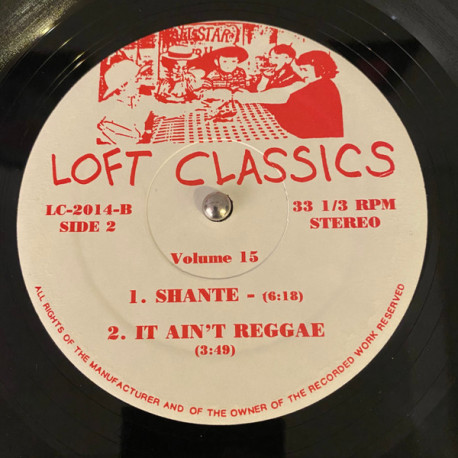 STAR
LOFT CLASSICS
LC-2014-B
SIDE 2
33 1/3 RPM
STEREO
Volume 15
1. SHANTE - (6:18)
2. IT AIN'T REGGAE
(3:49)
ALL RIGHTS OF THE MANUFACTURER AND OF THE OWNER OF THE RECORDED WORK RESERVED